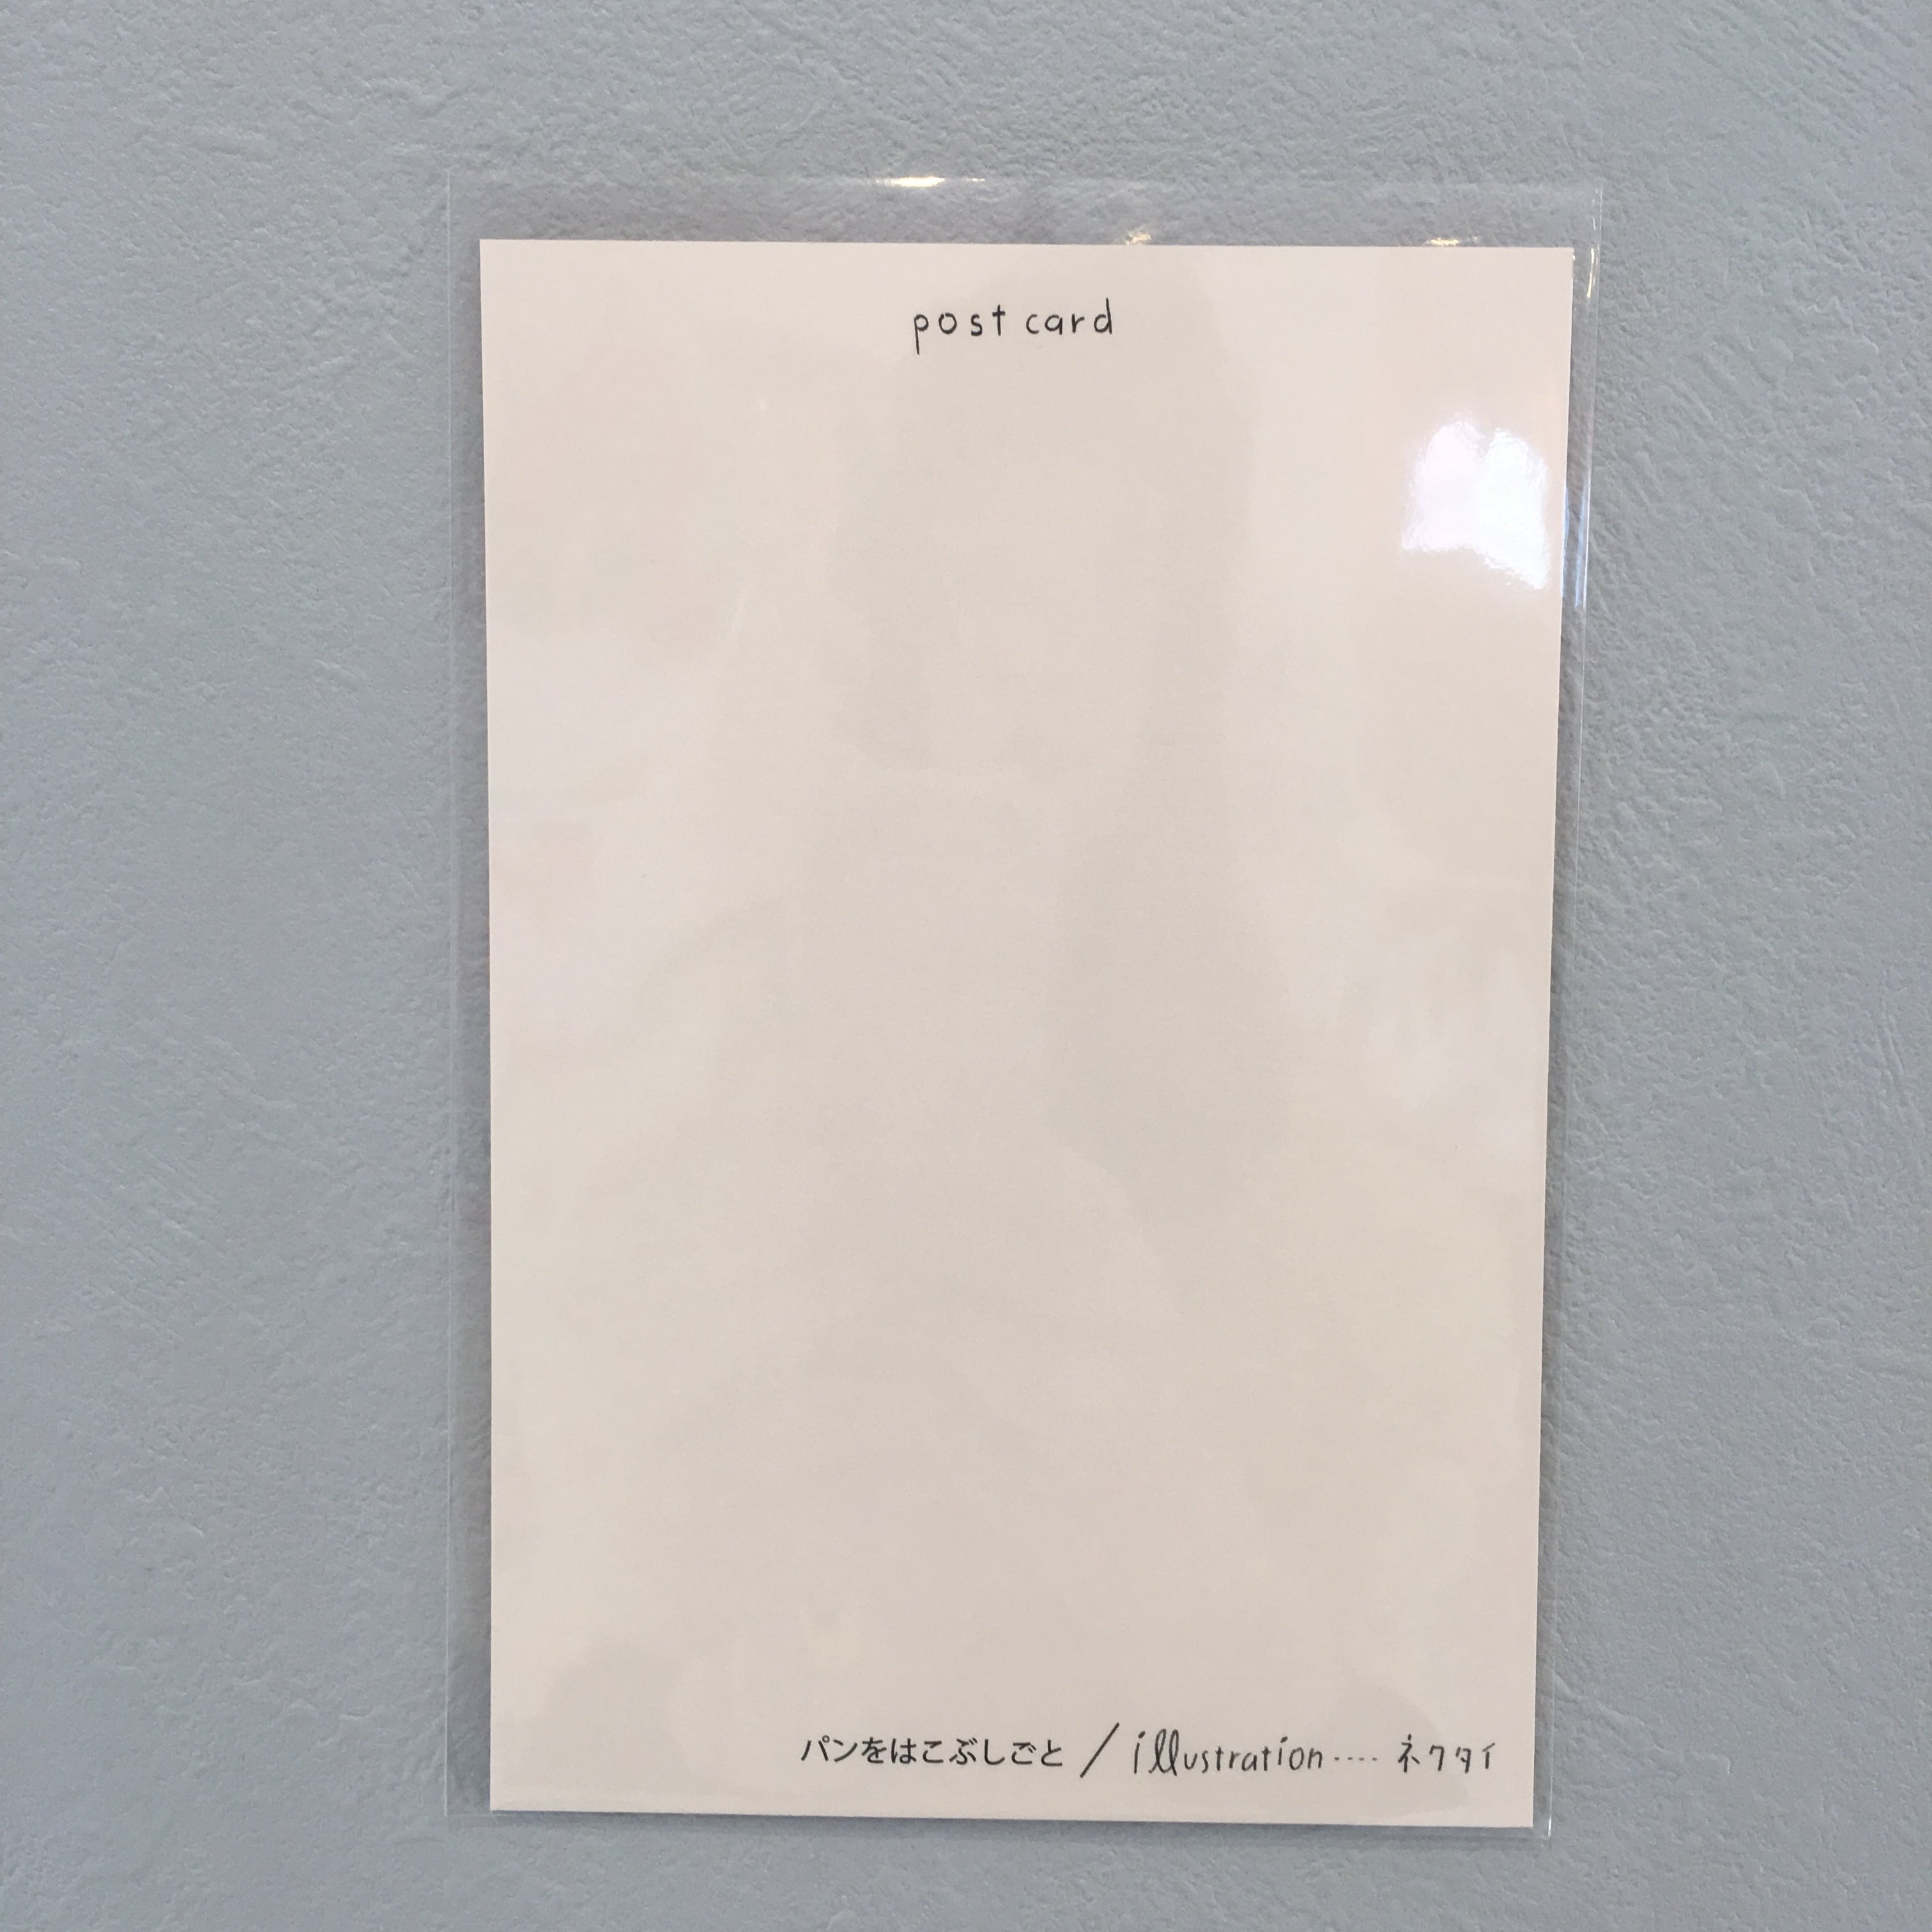 post card
パンをはこぶしごと / illustration ‥‥ ネクタイ